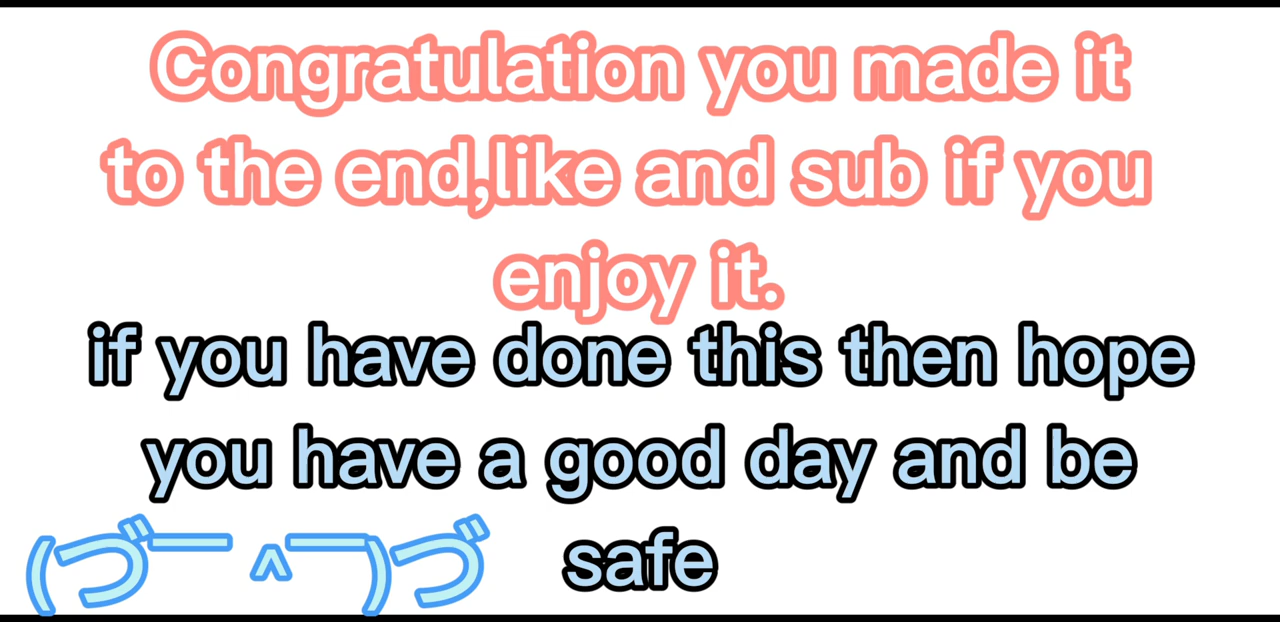 Congratulation you made it
to the end,like and sub if you
enjoy it.
if you have done this then hope
you have a good day and be
safe
(づ￣ ^￣)づ